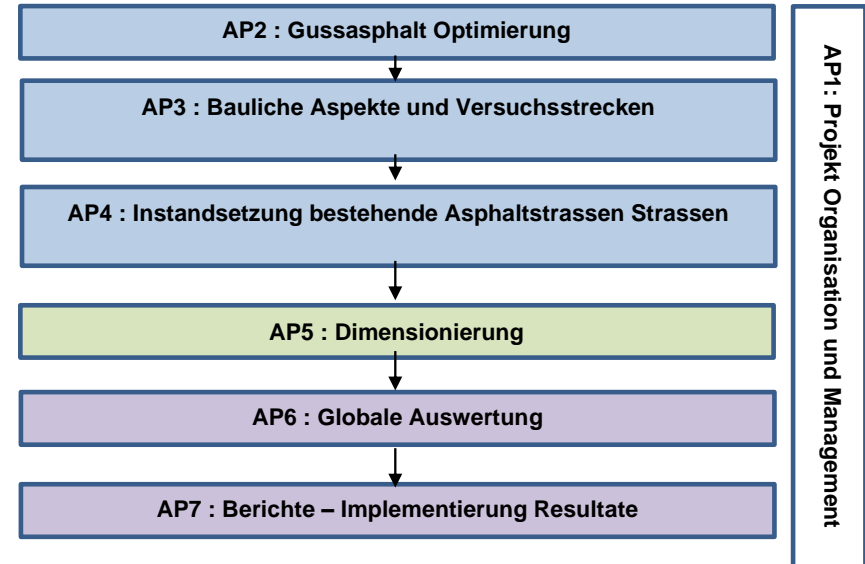 AP2 : Gussasphalt Optimierung
AP3 : Bauliche Aspekte und Versuchsstrecken
AP4 : Instandsetzung bestehende Asphaltstrassen Strassen
AP5 : Dimensionierung
AP6 : Globale Auswertung
AP7 : Berichte – Implementierung Resultate
AP1: Projekt Organisation und Management